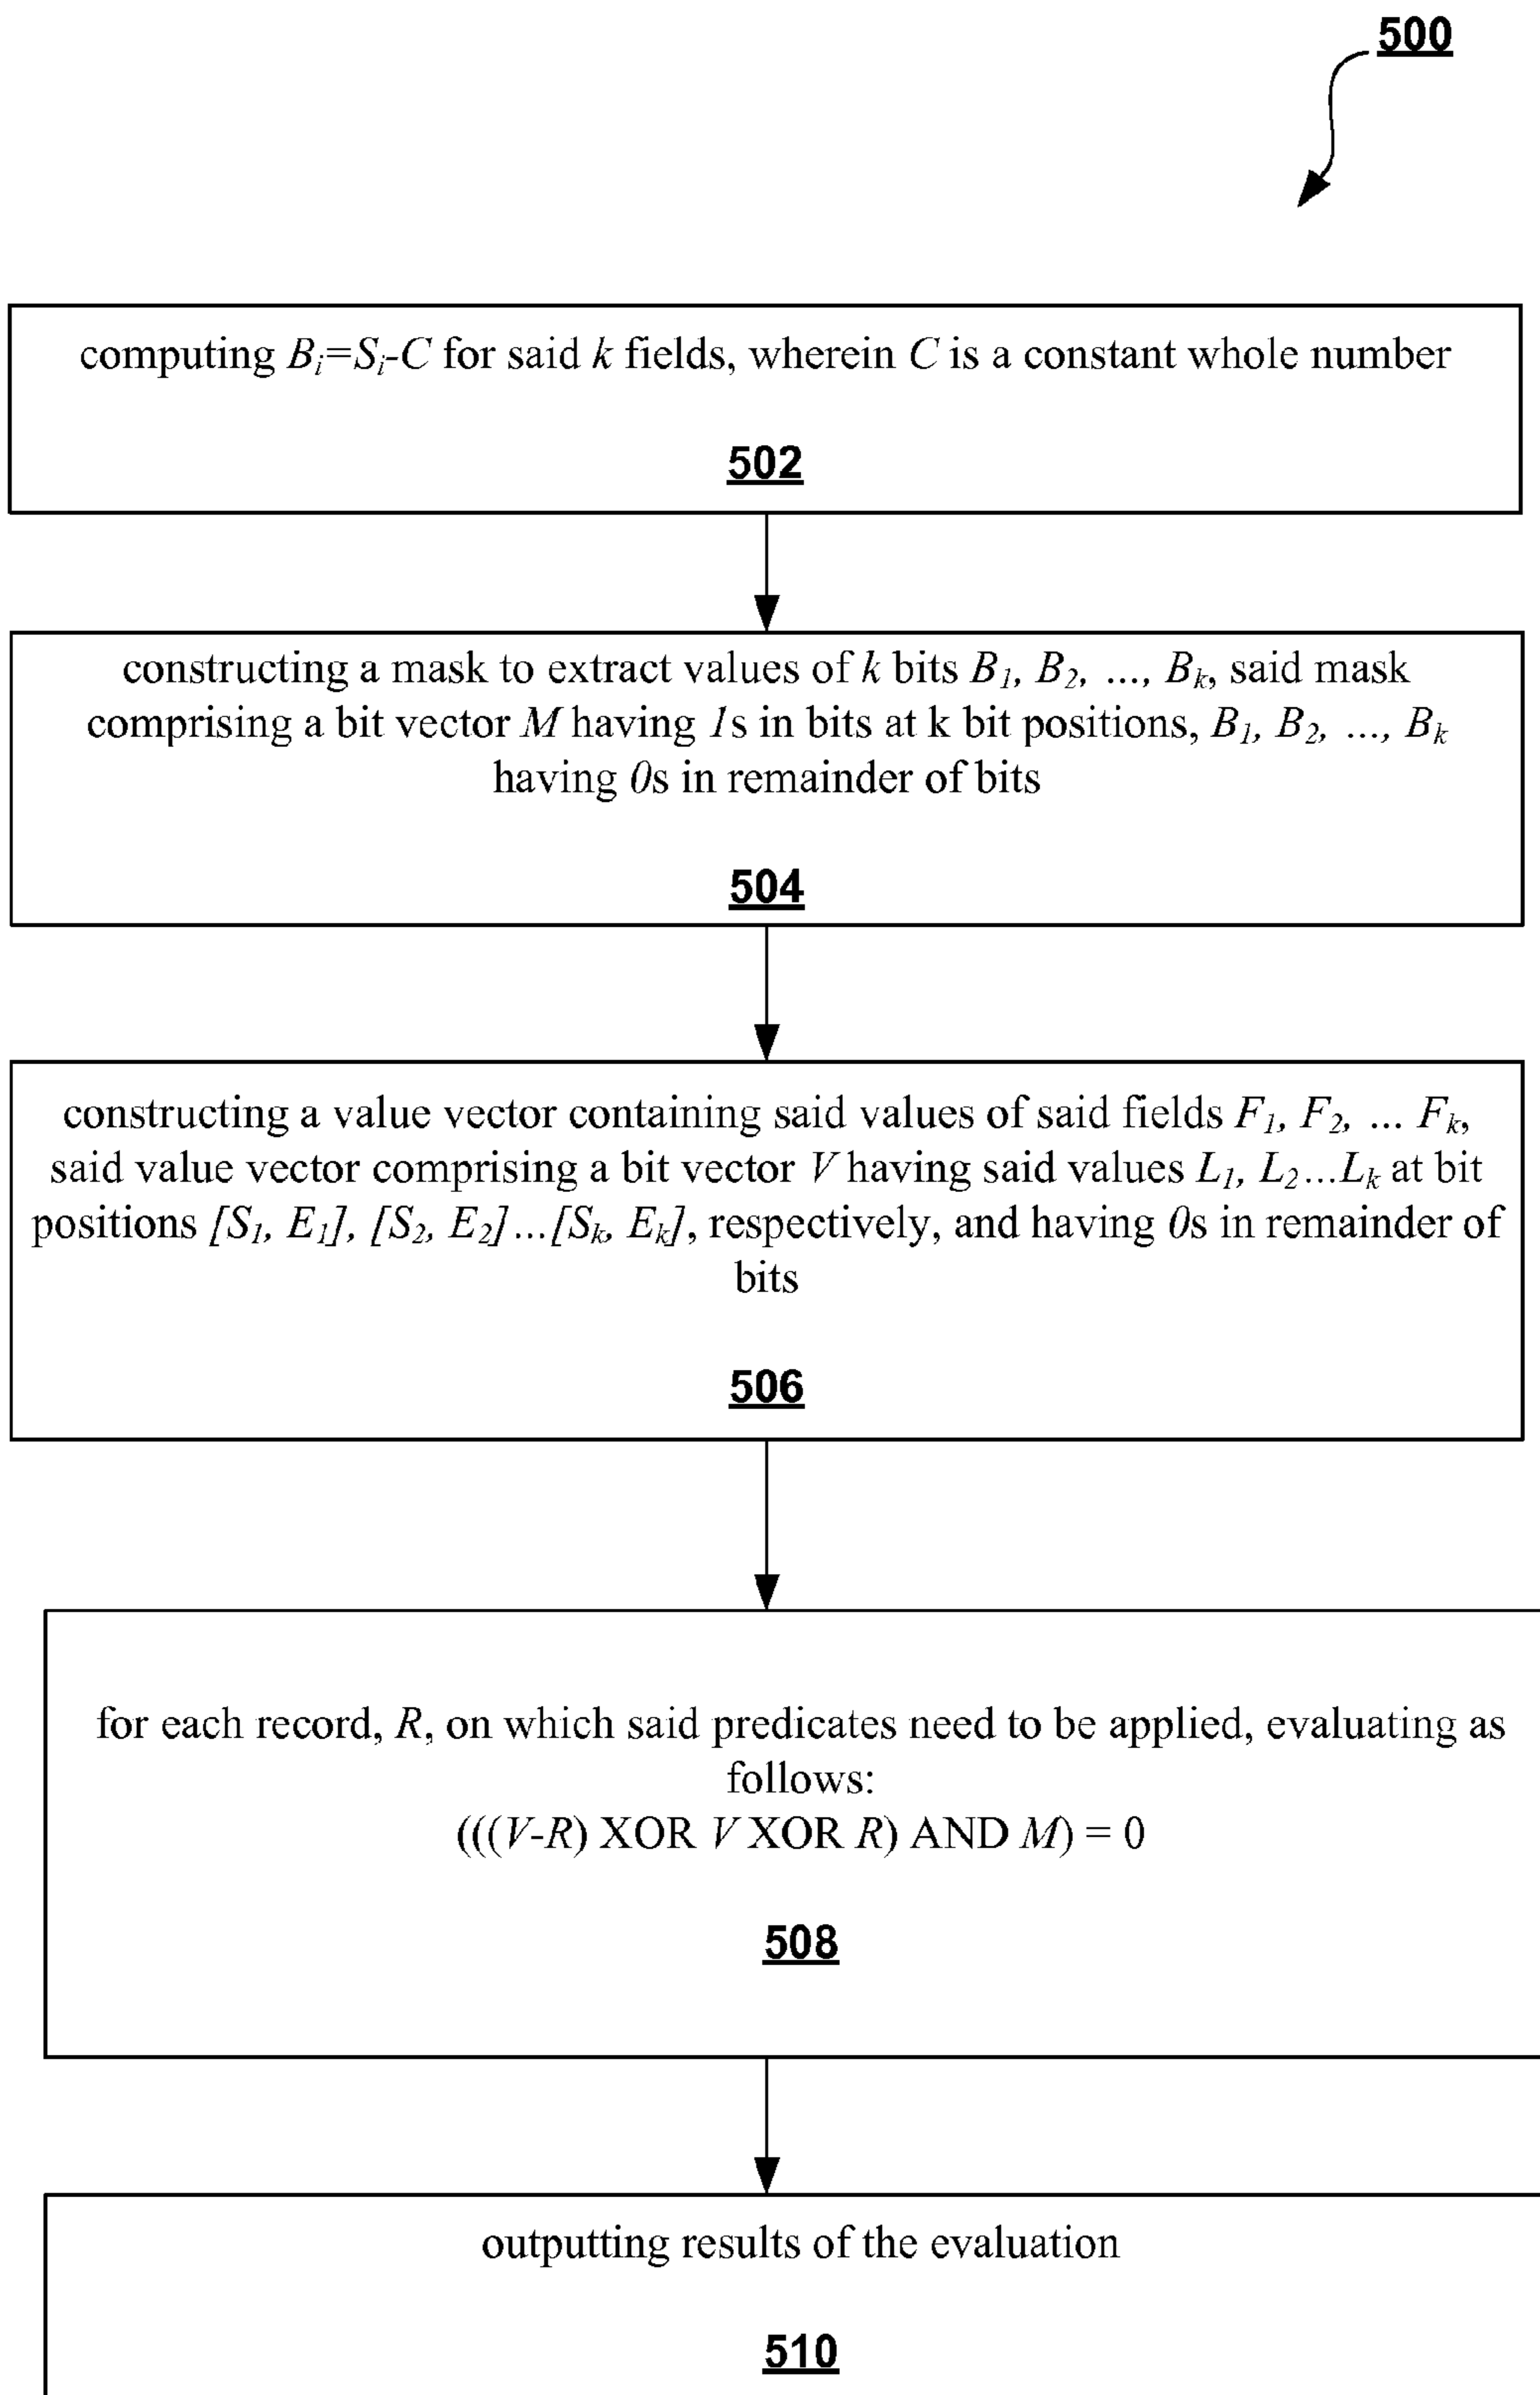 500
computing Bi=Si-C for said k fields, wherein C is a constant whole number
502
constructing a mask to extract values of k bits B1, B2, ..., Bk, said mask
comprising a bit vector M having 1s in bits at k bit positions, B1, B2, ..., Bk
having 0s in remainder of bits
504
constructing a value vector containing said values of said fields F1, F2, ... Fk,
said value vector comprising a bit vector V having said values L1, L2...Lk at bit
positions [S1, E1], [S2, E2]...[Sk, Ek], respectively, and having 0s in remainder of
bits
506
for each record, R, on which said predicates need to be applied, evaluating as
follows:
(((V-R) XOR V XOR R) AND M) = 0
508
outputting results of the evaluation
510